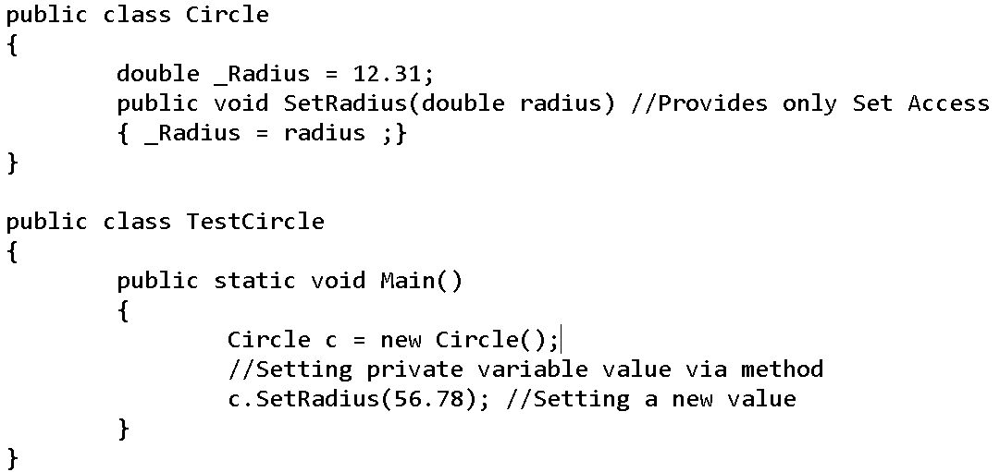 public class Circle
{
double _Radius = 12.31;
public void SetRadius(double radius) //Provides only Set Access
{ _Radius = radius ;}
}
public class TestCircle
{
public static void Main()
{
Circle c = new Circle();
//Setting private variable value via method
c.SetRadius(56.78); //Setting a new value
}
}